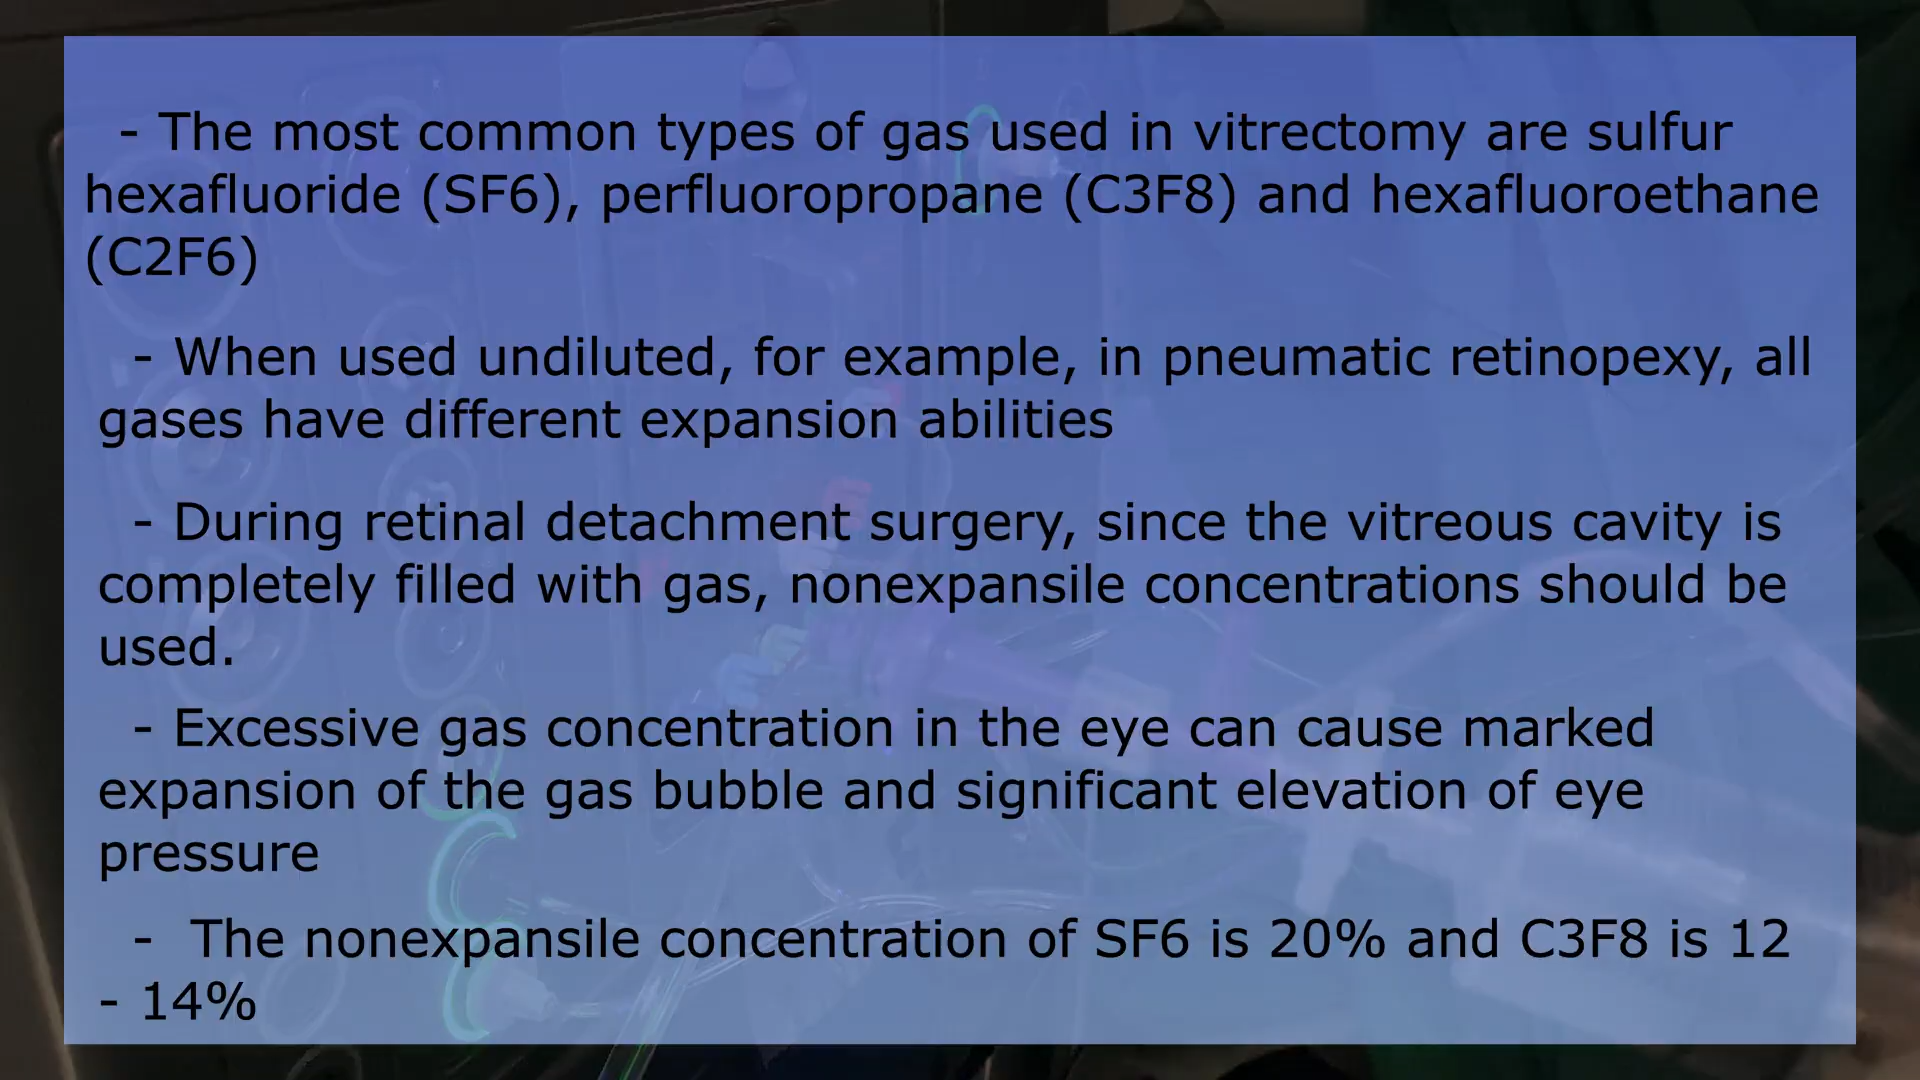 - The most common types of gas used in vitrectomy are sulfur
hexafluoride (SF6), perfluoropropane (C3F8) and hexafluoroethane
(C2F6)
- When used undiluted, for example, in pneumatic retinopexy, all
gases have different expansion abilities
- During retinal detachment surgery, since the vitreous cavity is
completely filled with gas, nonexpansile concentrations should be
used.
- Excessive gas concentration in the eye can cause marked
expansion of the gas bubble and significant elevation of eye
pressure
- The nonexpansile concentration of SF6 is 20% and C3F8 is 12
- 14%